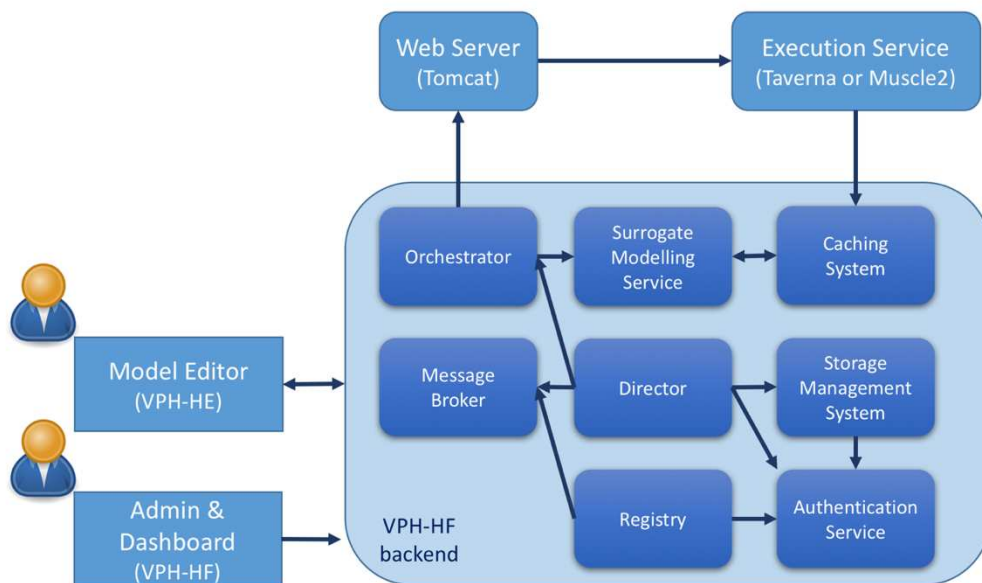 Web Server
(Tomcat)
Execution Service
(Taverna or Muscle2)
Orchestrator
Surrogate
Modelling
Service
Caching
System
Model Editor
(VPH-HE)
Message
Broker
Director
Storage
Management
System
Admin &
Dashboard
(VPH-HF)
VPH-HF
backend
Registry
Authentication
Service